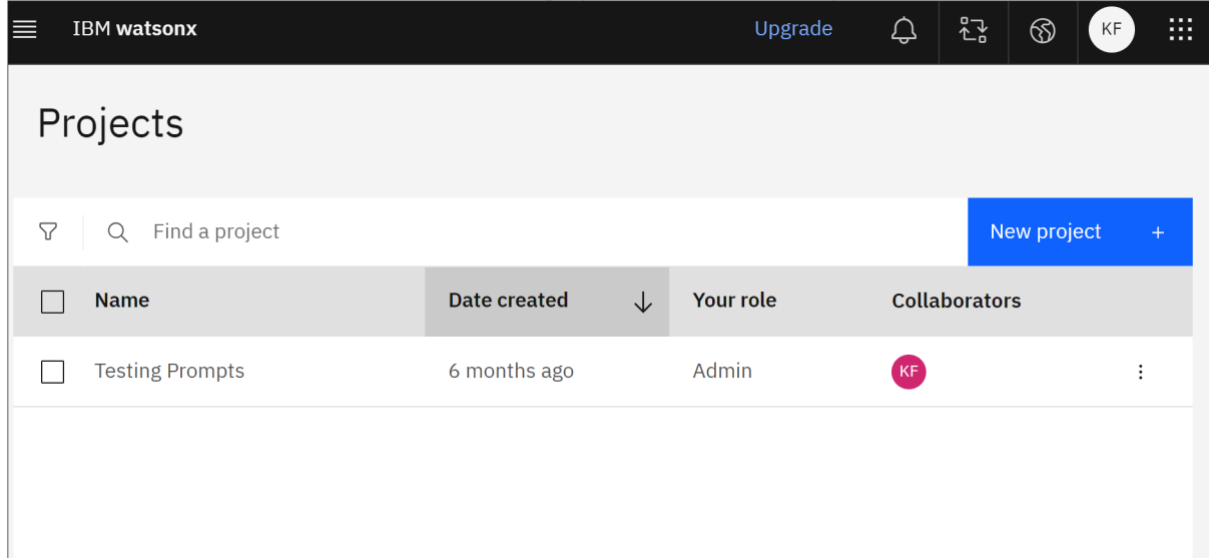 IBM watsonx Upgrade KF
Projects
Find a project New project +
Name Date created Your role Collaborators
Testing Prompts 6 months ago Admin KF